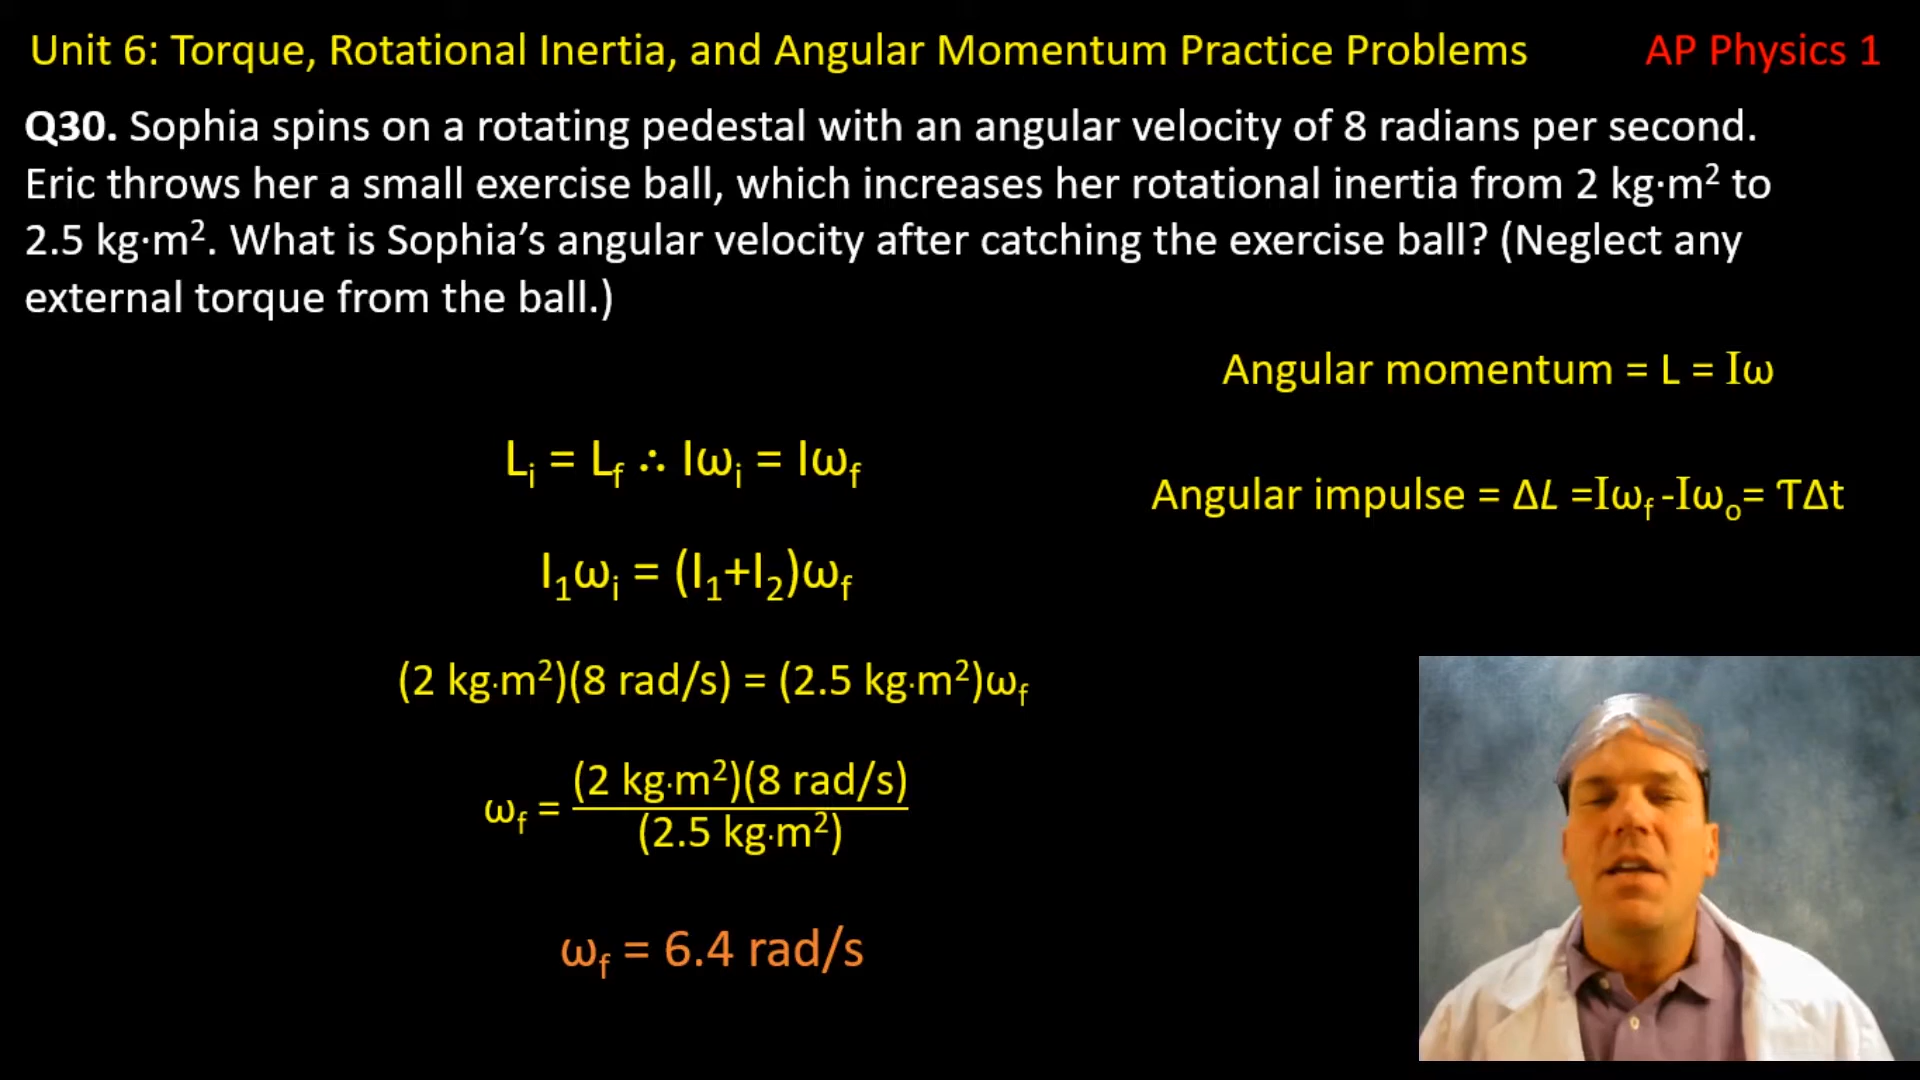 Unit 6: Torque, Rotational Inertia, and Angular Momentum Practice Problems AP Physics 1
Q30. Sophia spins on a rotating pedestal with an angular velocity of 8 radians per second.
Eric throws her a small exercise ball, which increases her rotational inertia from 2 kg·m² to
2.5 kg·m². What is Sophia’s angular velocity after catching the exercise ball? (Neglect any
external torque from the ball.)
Angular momentum = L = Iω
Lᵢ = L_f ∴ Iωᵢ = Iω_f
Angular impulse = ΔL =Iω_f -Iωₒ= ƬΔt
I₁ωᵢ = (I₁+I₂)ω_f
(2 kg·m²)(8 rad/s) = (2.5 kg·m²)ω_f
ω_f = (2 kg·m²)(8 rad/s)
(2.5 kg·m²)
ω_f = 6.4 rad/s